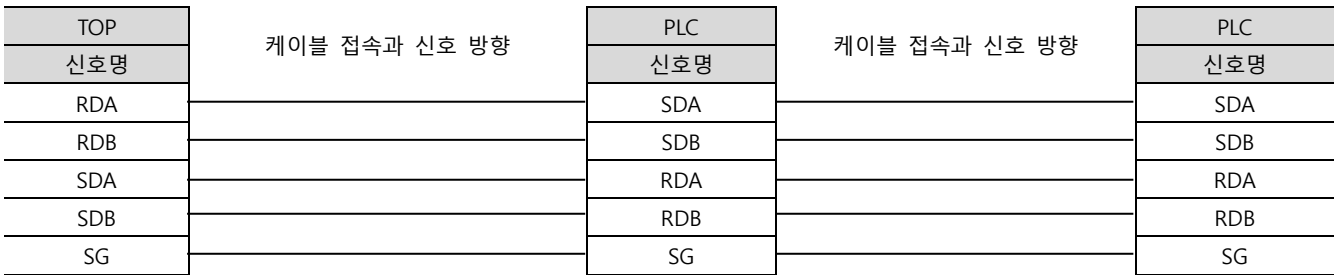 TOP 케이블 접속과 신호 방향 PLC 케이블 접속과 신호 방향 PLC
신호명 신호명 신호명
RDA SDA SDA
RDB SDB SDB
SDA RDA RDA
SDB RDB RDB
SG SG SG